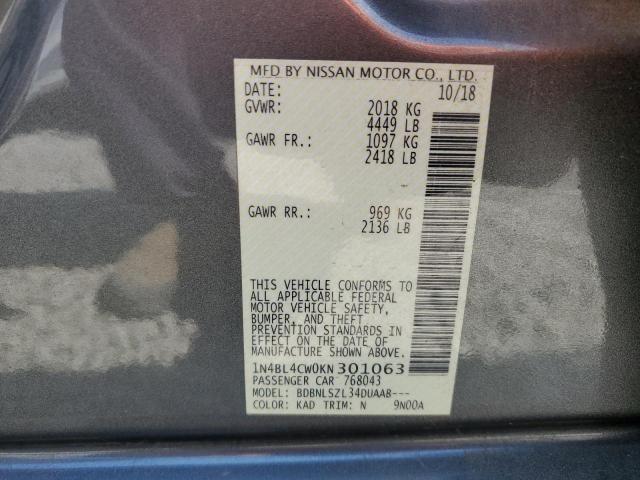 MFD BY NISSAN MOTOR CO., LTD.
DATE: 10/18
GVWR: 2018 KG
4449 LB
GAWR FR.: 1097 KG
2418 LB
GAWR RR.: 969 KG
2136 LB
THIS VEHICLE CONFORMS TO
ALL APPLICABLE FEDERAL
MOTOR VEHICLE SAFETY,
BUMPER, AND THEFT
PREVENTION STANDARDS IN
EFFECT ON THE DATE OF
MANUFACTURE SHOWN ABOVE.
1N4BL4CW0KN301063
PASSENGER CAR 768043
MODEL: BDBNLSZL34DUAAB---
COLOR: KAD TRIM: N 9N00A